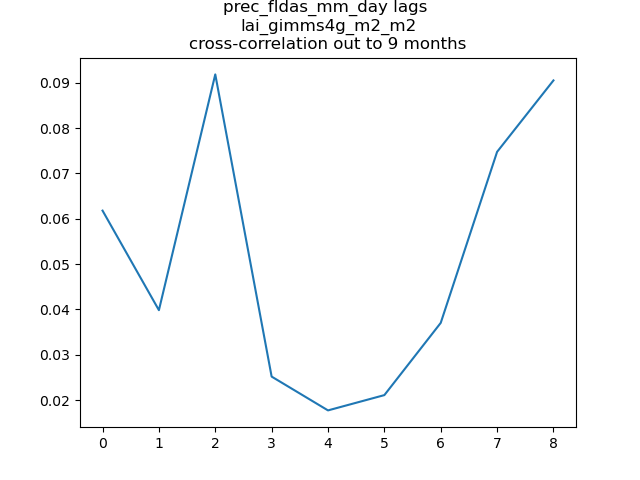 prec_fldas_mm_day lags
lai_gimms4g_m2_m2
cross-correlation out to 9 months
0.09
0.08
0.07
0.06
0.05
0.04
0.03
0.02
0 1 2 3 4 5 6 7 8